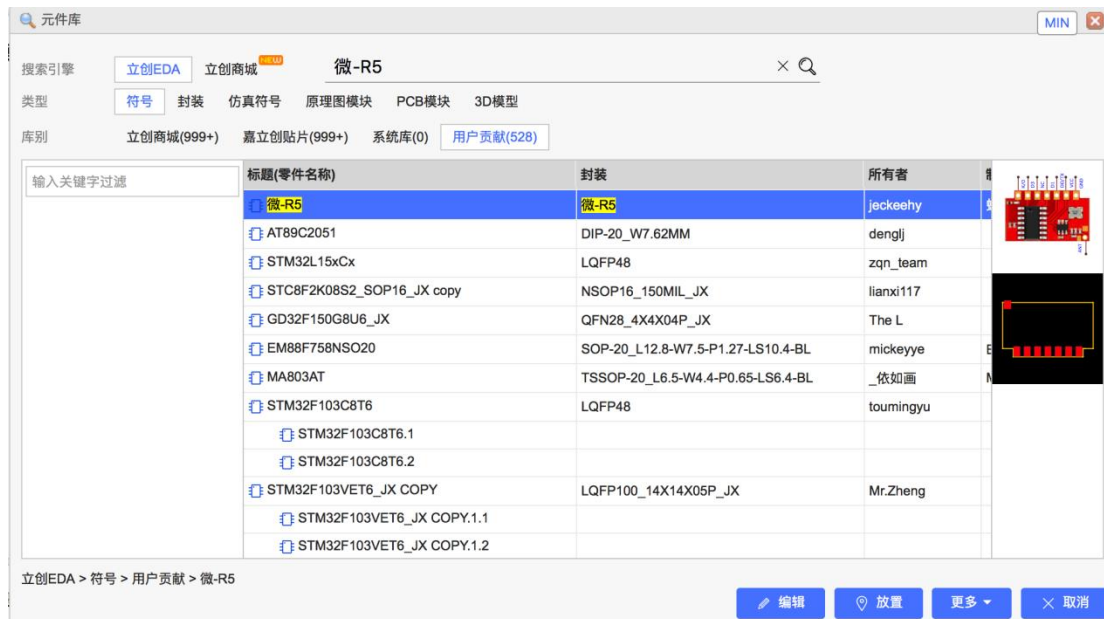 元件库
MIN
搜索引擎 立创EDA 立创商城 NEW 微-R5
类型 符号 封装 仿真符号 原理图模块 PCB模块 3D模型
库别 立创商城(999+) 嘉立创贴片(999+) 系统库(0) 用户贡献(528)
输入关键字过滤
标题(零件名称) 封装 所有者
微-R5 微-R5 jeckeehy
AT89C2051 DIP-20_W7.62MM denglj
STM32L15xCx LQFP48 zqn_team
STC8F2K08S2_SOP16_JX copy NSOP16_150MIL_JX lianxi117
GD32F150G8U6_JX QFN28_4X4X04P_JX The L
EM88F758NSO20 SOP-20_L12.8-W7.5-P1.27-LS10.4-BL mickeyye
MA803AT TSSOP-20_L6.5-W4.4-P0.65-LS6.4-BL _依如画
STM32F103C8T6 LQFP48 toumingyu
STM32F103C8T6.1
STM32F103C8T6.2
STM32F103VET6_JX COPY LQFP100_14X14X05P_JX Mr.Zheng
STM32F103VET6_JX COPY.1.1
STM32F103VET6_JX COPY.1.2
立创EDA > 符号 > 用户贡献 > 微-R5
编辑 放置 更多 取消